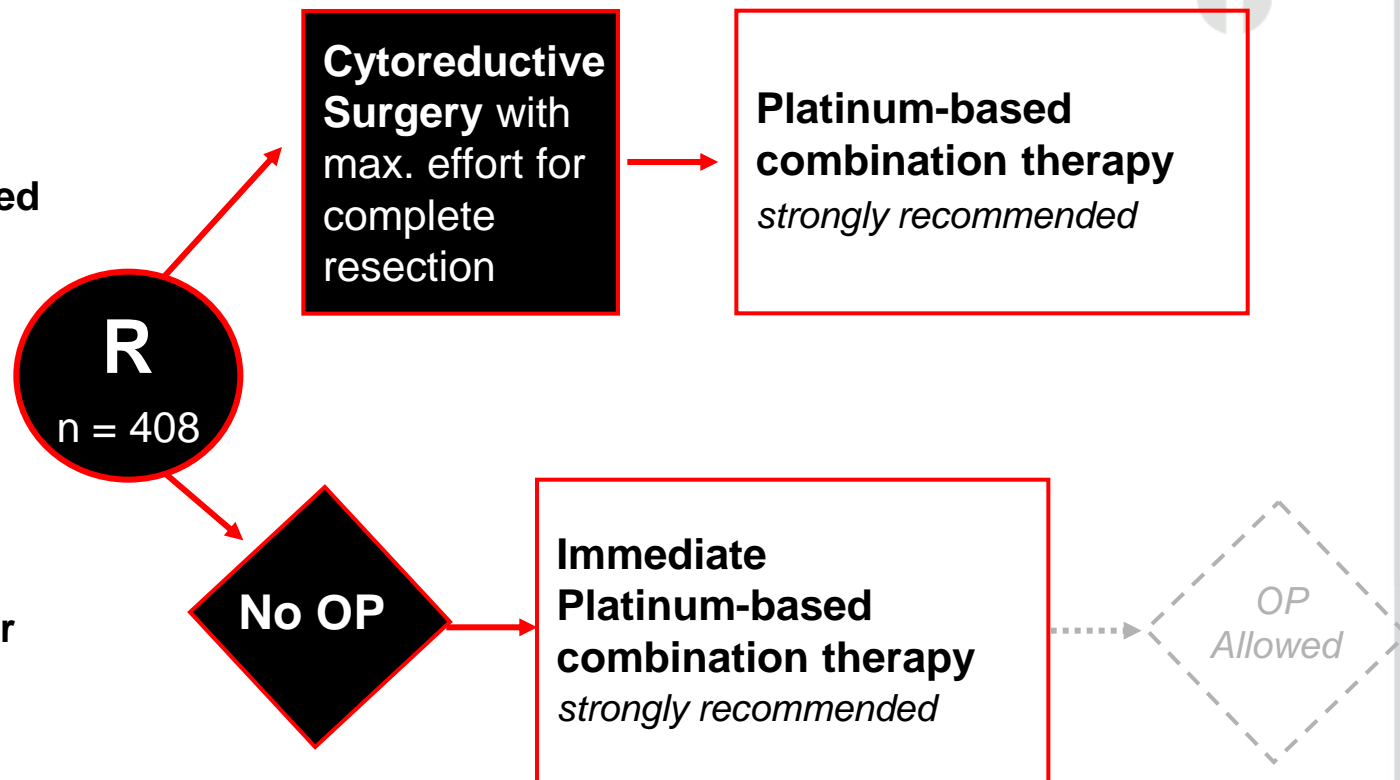 Cytoreductive
Surgery with
max. effort for
complete
resection
Platinum-based
combination therapy
strongly recommended
R
n = 408
No OP
Immediate
Platinum-based
combination therapy
strongly recommended
OP
Allowed